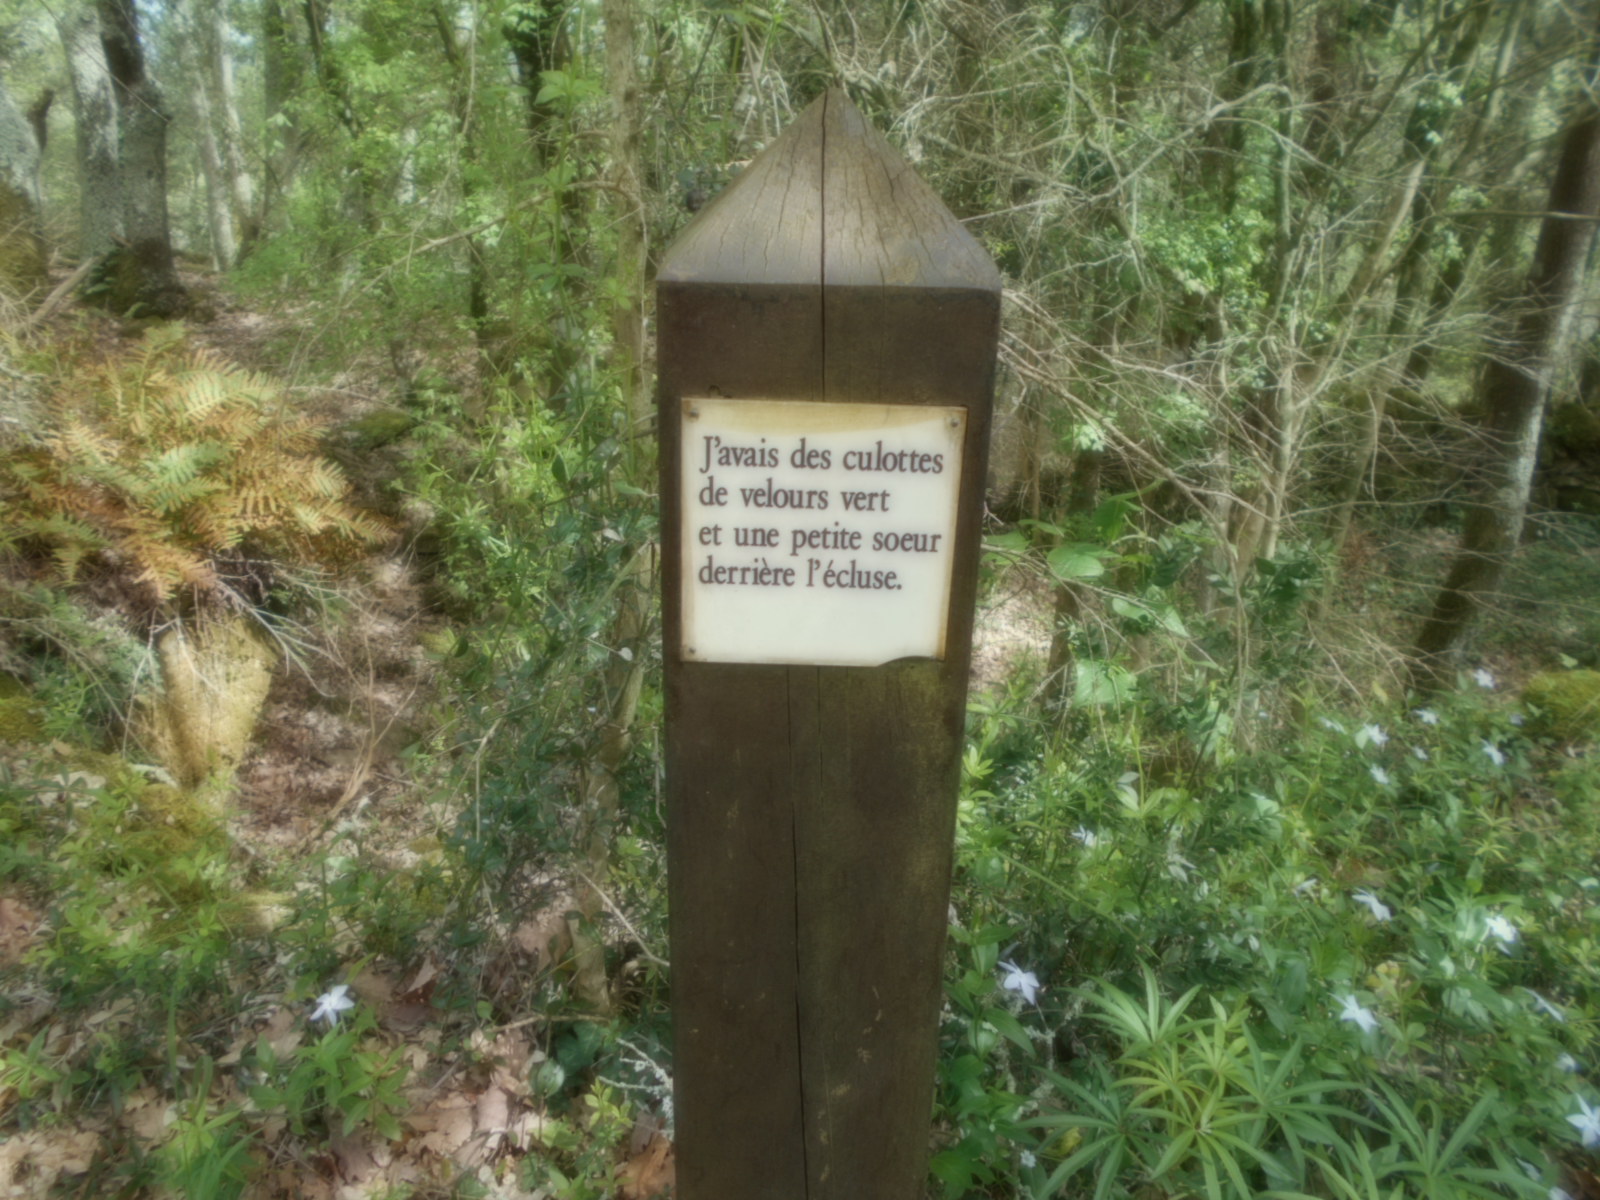 J'avais des culottes
de velours vert
et une petite soeur
derrière l'écluse.